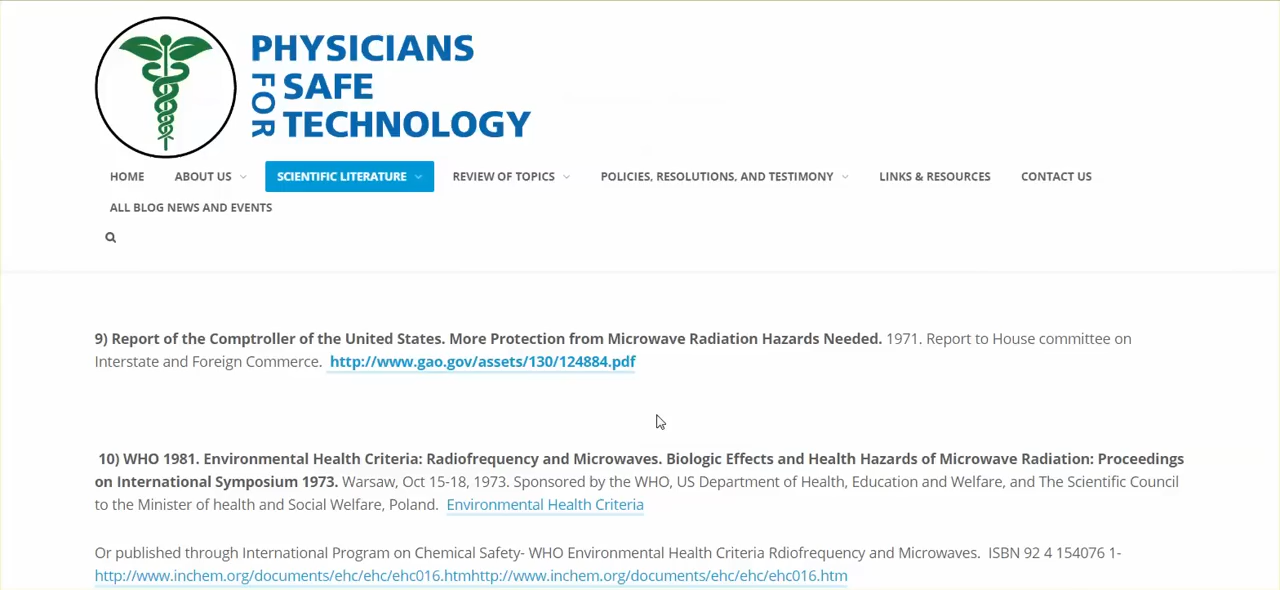 PHYSICIANS
FOR
SAFE
TECHNOLOGY
HOME ABOUT US SCIENTIFIC LITERATURE REVIEW OF TOPICS POLICIES, RESOLUTIONS, AND TESTIMONY LINKS & RESOURCES CONTACT US
ALL BLOG NEWS AND EVENTS
9) Report of the Comptroller of the United States. More Protection from Microwave Radiation Hazards Needed. 1971. Report to House committee on
Interstate and Foreign Commerce. http://www.gao.gov/assets/130/124884.pdf
10) WHO 1981. Environmental Health Criteria: Radiofrequency and Microwaves. Biologic Effects and Health Hazards of Microwave Radiation: Proceedings
on International Symposium 1973. Warsaw, Oct 15-18, 1973. Sponsored by the WHO, US Department of Health, Education and Welfare, and The Scientific Council
to the Minister of health and Social Welfare, Poland. Environmental Health Criteria
Or published through International Program on Chemical Safety- WHO Environmental Health Criteria Rdiofrequency and Microwaves. ISBN 92 4 154076 1-
http://www.inchem.org/documents/ehc/ehc/ehc016.htmhttp://www.inchem.org/documents/ehc/ehc/ehc016.htm